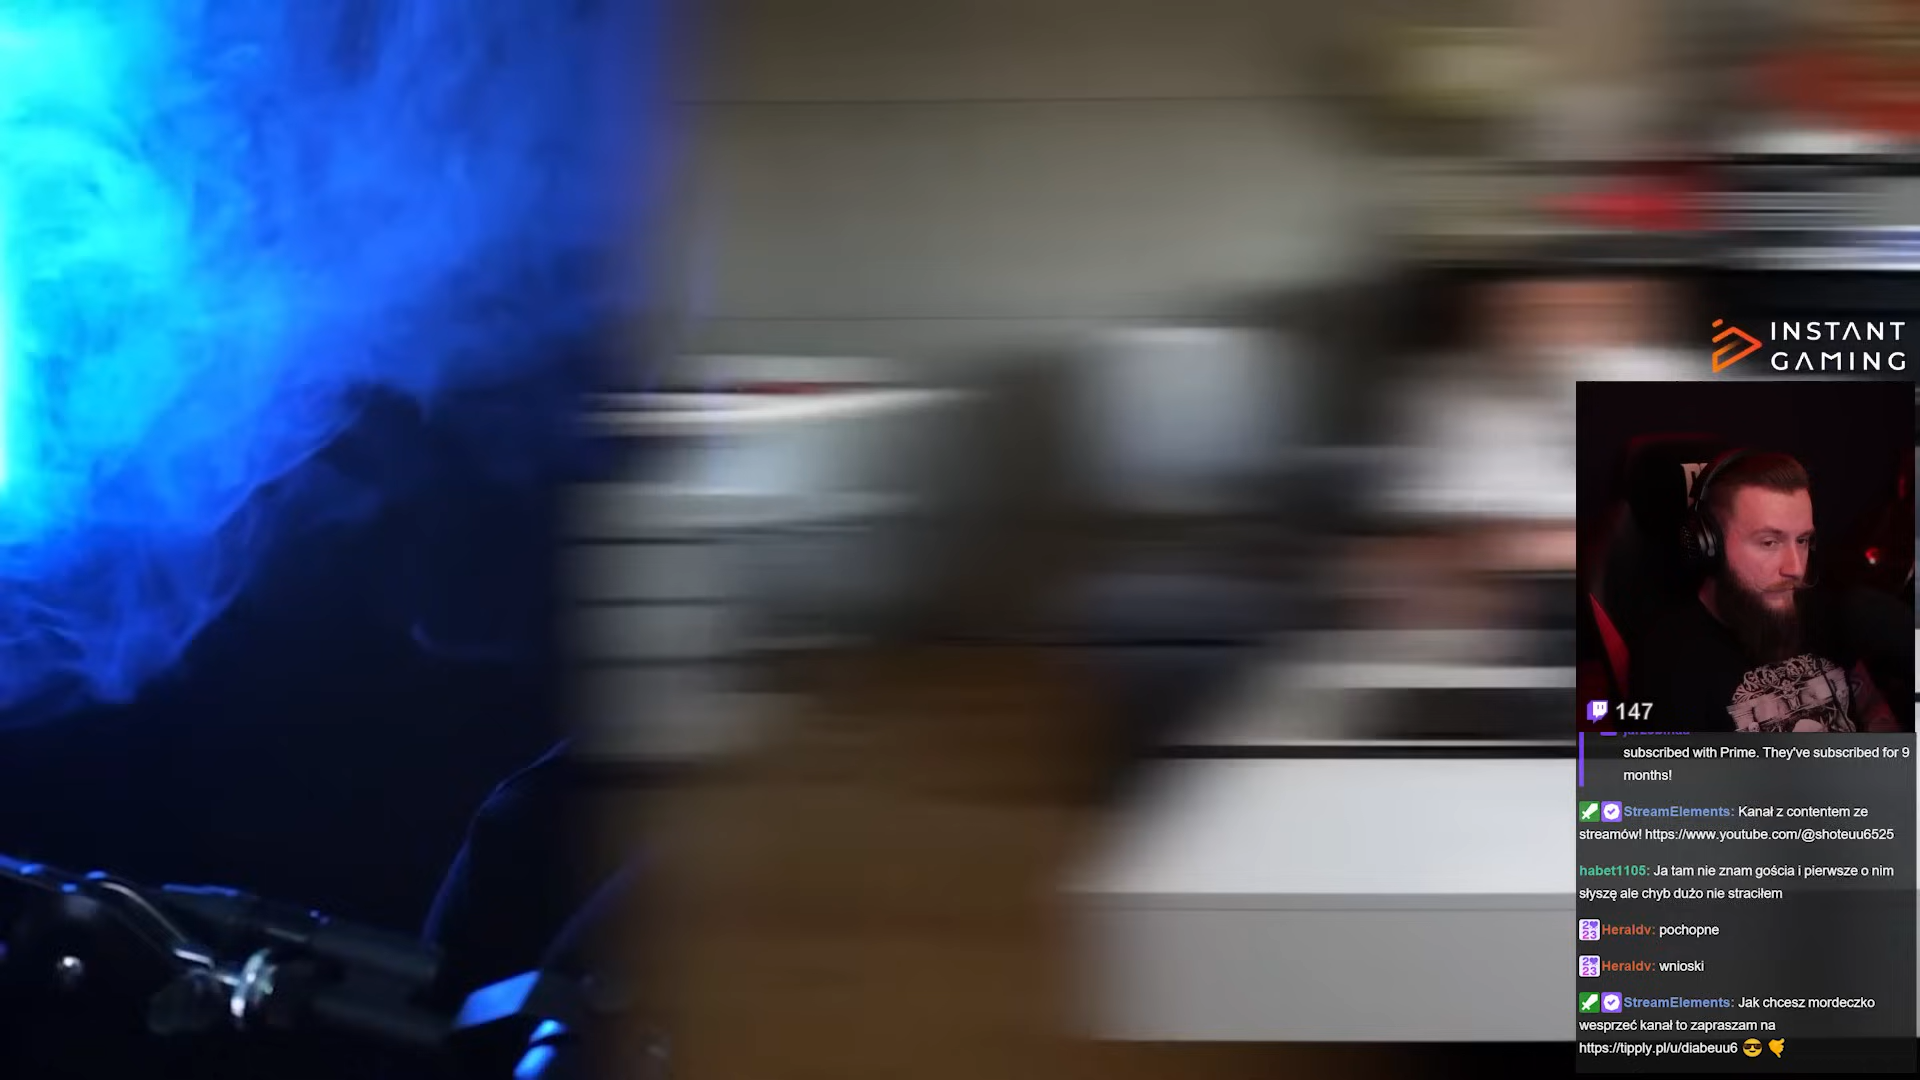 INSTANT
GAMING
147
subscribed with Prime. They've subscribed for 9
months!
StreamElements: Kanał z contentem ze
streamów! https://www.youtube.com/@shoteuu6525
habet1105: Ja tam nie znam gościa i pierwsze o nim
słyszę ale chyb dużo nie straciłem
Heraldv: pochopne
Heraldv: wnioski
StreamElements: Jak chcesz mordeczko
wesprzeć kanał to zapraszam na
https://tipply.pl/u/diabeuu6